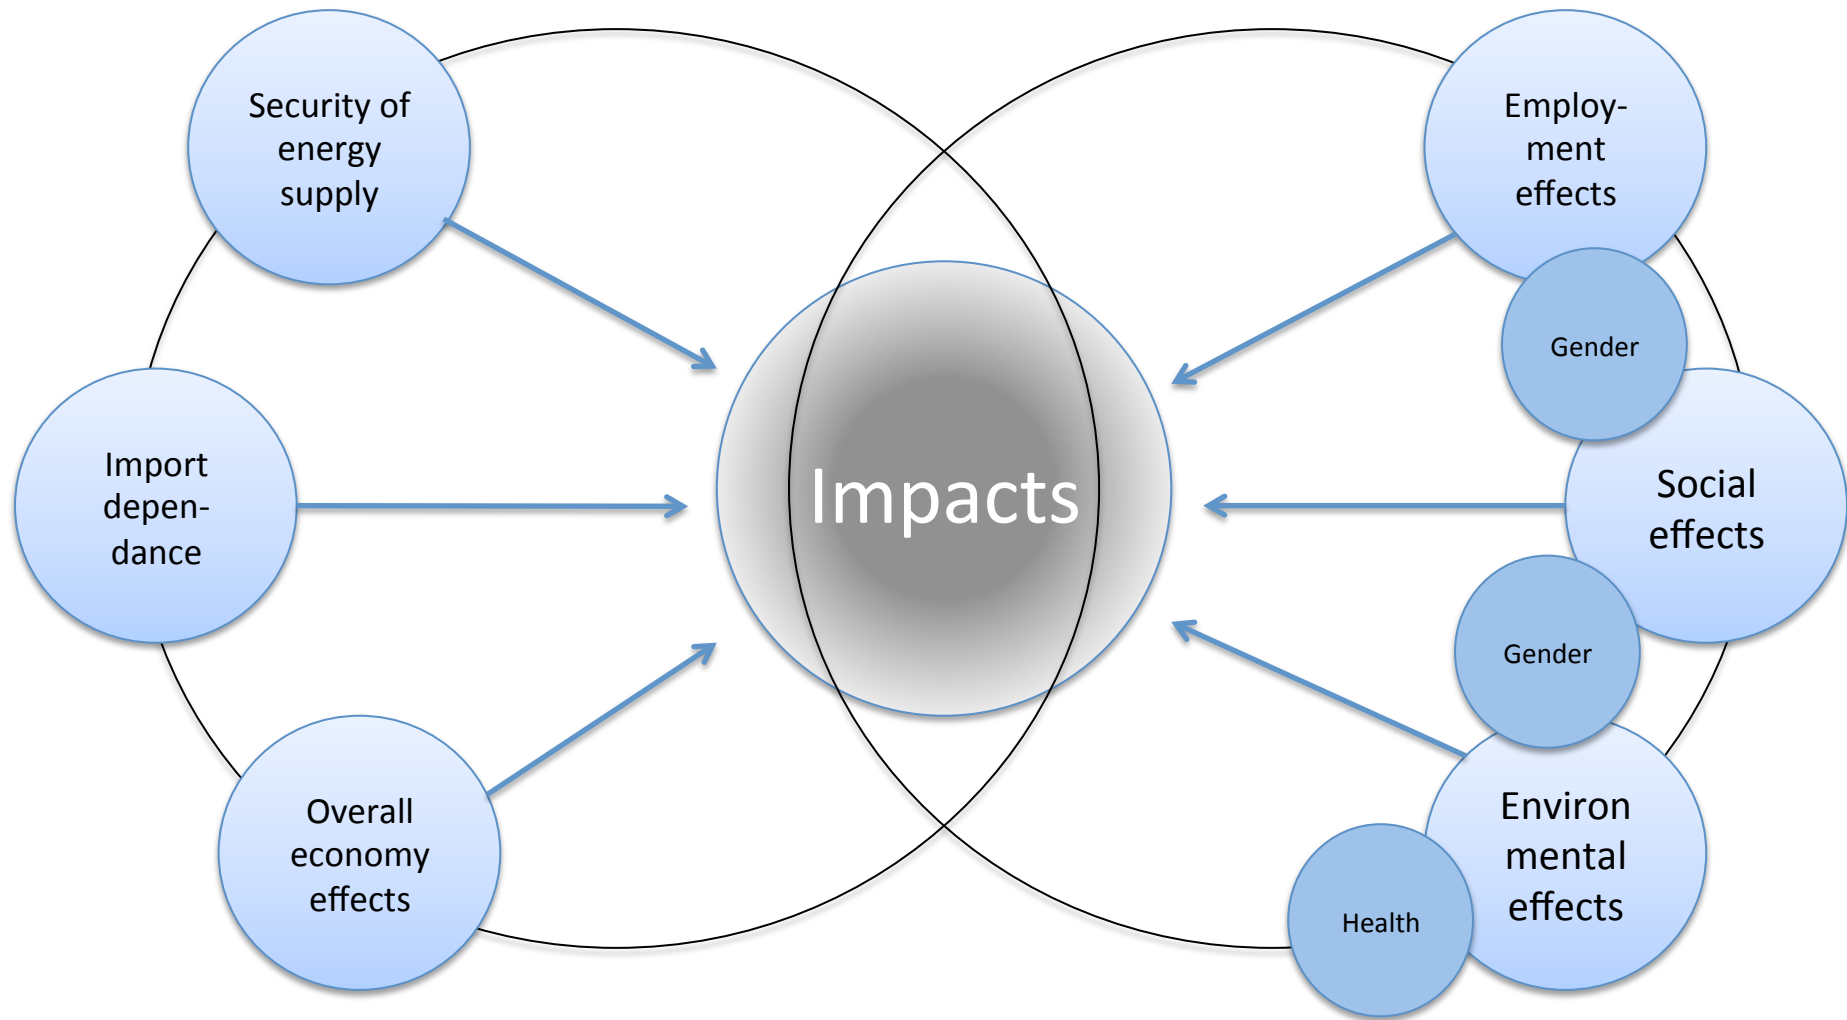 Security of
energy
supply
Import
depen-
dance
Overall
economy
effects
Impacts
Employ-
ment
effects
Gender
Social
effects
Gender
Environ
mental
effects
Health